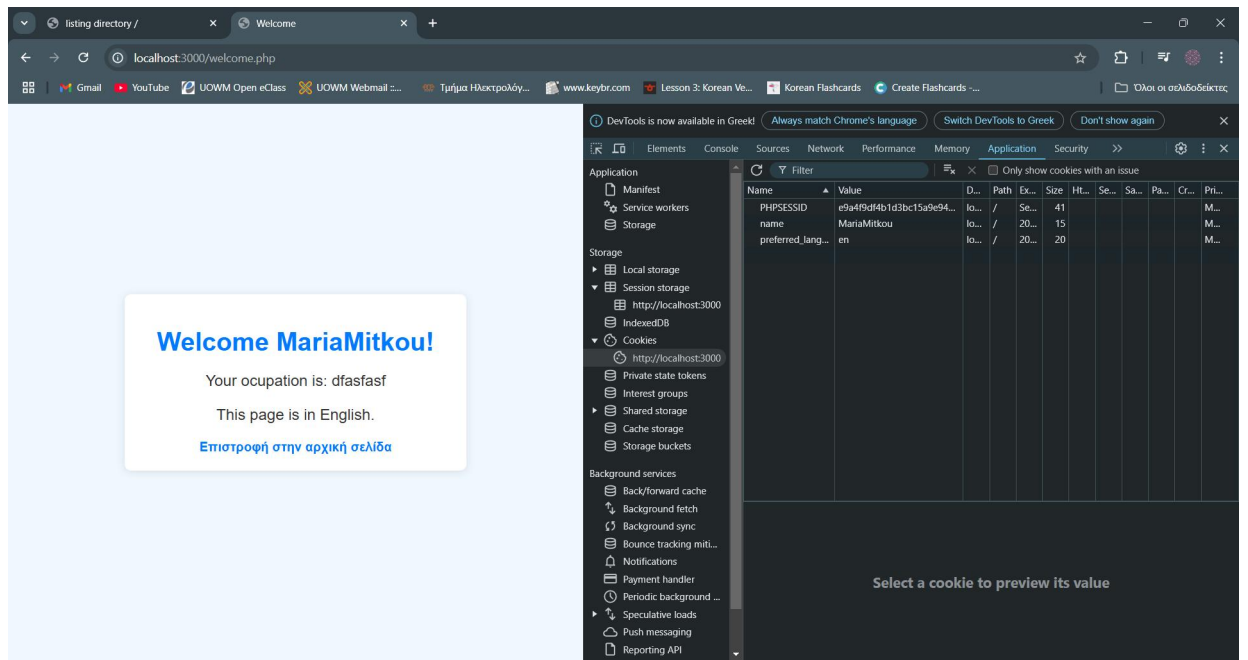 listing directory /
Welcome
localhost:3000/welcome.php
Gmail YouTube UOWM Open eClass UOWM Webmail ::... Τμήμα Ηλεκτρολόγ... www.keybr.com Lesson 3: Korean Ve... Korean Flashcards Create Flashcards -... Όλοι οι σελιδοδείκτες
Welcome MariaMitkou!
Your ocupation is: dfasfasf
This page is in English.
Επιστροφή στην αρχική σελίδα
DevTools is now available in Greek! Always match Chrome's language Switch DevTools to Greek Don't show again
Elements Console Sources Network Performance Memory Application Security
Application
Manifest
Service workers
Storage
Storage
Local storage
Session storage
http://localhost:3000
IndexedDB
Cookies
http://localhost:3000
Private state tokens
Interest groups
Shared storage
Cache storage
Storage buckets
Background services
Back/forward cache
Background fetch
Background sync
Bounce tracking miti...
Notifications
Payment handler
Periodic background ...
Speculative loads
Push messaging
Reporting API
Filter Only show cookies with an issue
Name Value D... Path Ex... Size Ht... Se... Sa... Pa... Cr... Pri...
PHPSESSID e9a4f9df4b1d3bc15a9e94... lo... / Se... 41 M...
name MariaMitkou lo... / 20... 15 M...
preferred_lang... en lo... / 20... 20 M...
Select a cookie to preview its value